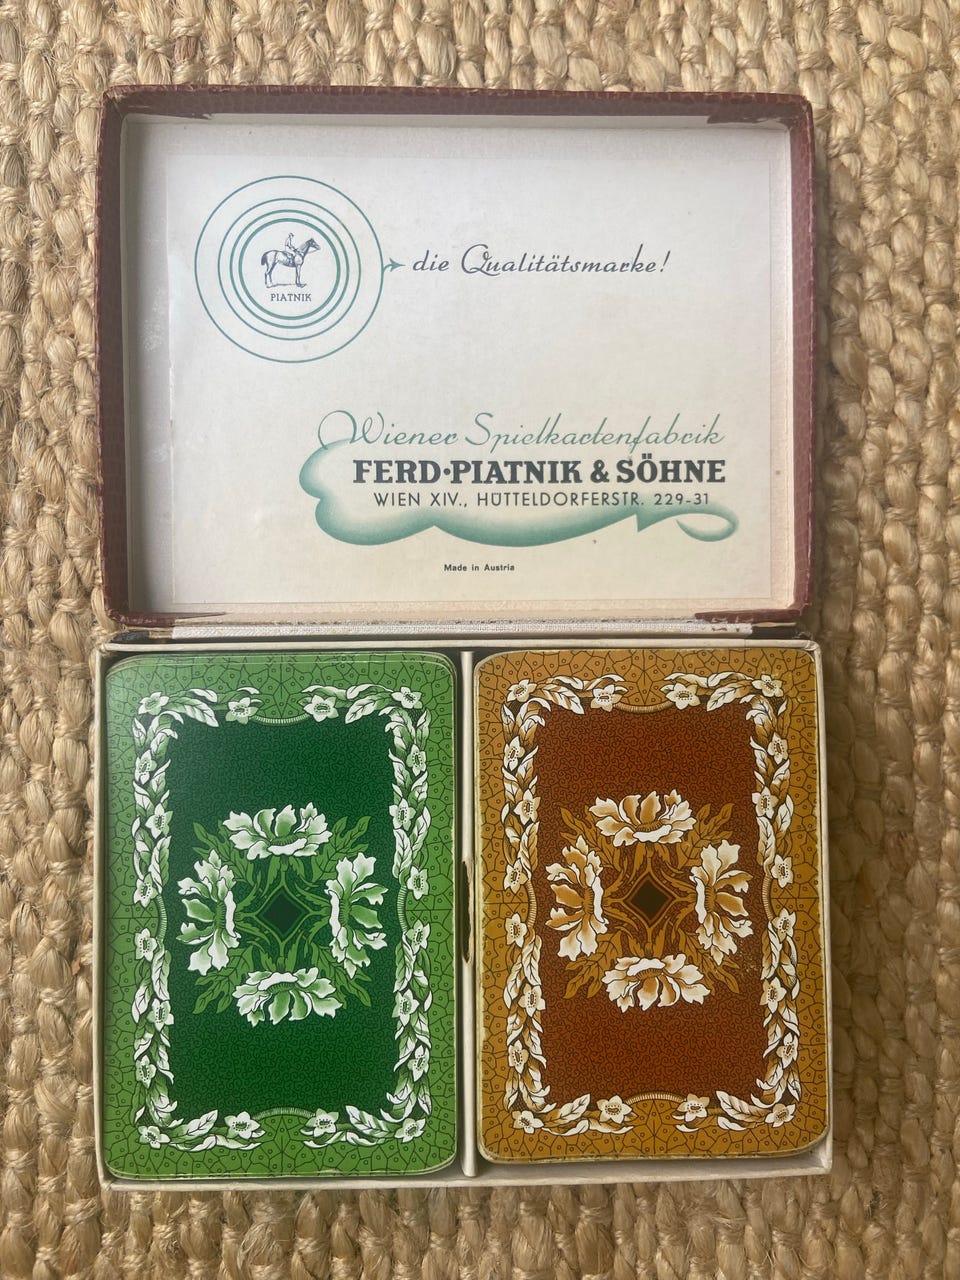 PIATNIK
die Qualitätsmarke!
Wiener Spielkartenfabrik
FERD·PIATNIK & SÖHNE
WIEN XIV., HÜTTELDORFERSTR. 229-31
Made in Austria